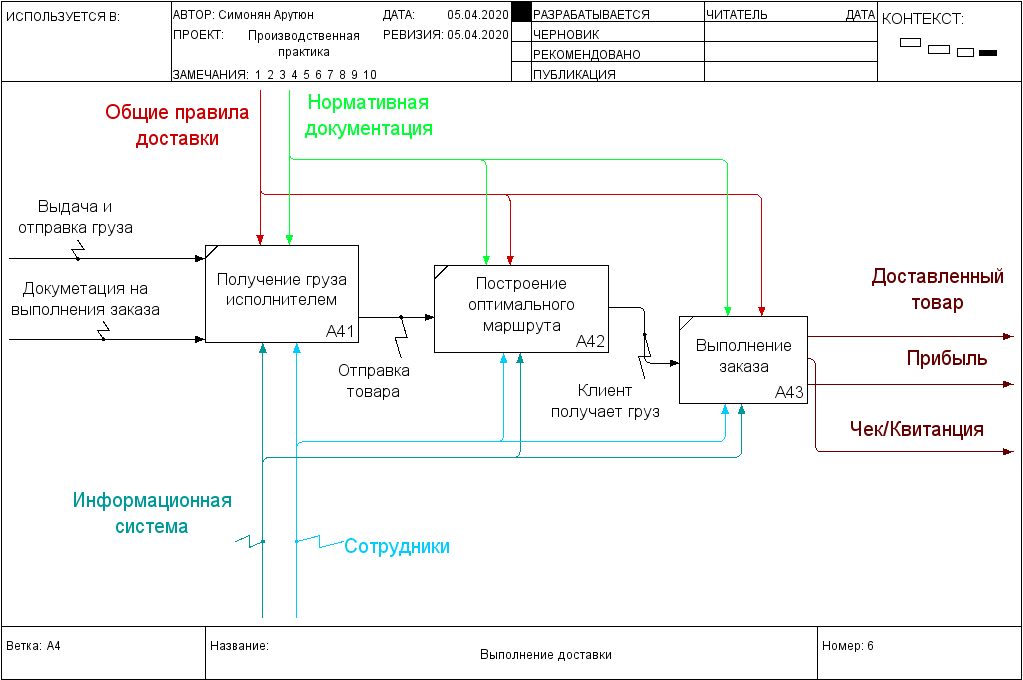 ИСПОЛЬЗУЕТСЯ В:
АВТОР: Симонян Арутюн
ДАТА: 05.04.2020
РАЗРАБАТЫВАЕТСЯ
ЧИТАТЕЛЬ
ДАТА
КОНТЕКСТ:
ПРОЕКТ: Производственная
практика
РЕВИЗИЯ: 05.04.2020
ЧЕРНОВИК
РЕКОМЕНДОВАНО
ЗАМЕЧАНИЯ: 1 2 3 4 5 6 7 8 9 10
ПУБЛИКАЦИЯ
Общие правила
доставки
Нормативная
документация
Выдача и
отправка груза
Докуметация на
выполнения заказа
Получение груза
исполнителем
A41
Отправка
товара
Построение
оптимального
маршрута
A42
Клиент
получает груз
Выполнение
заказа
A43
Доставленный
товар
Прибыль
Чек/Квитанция
Информационная
система
Сотрудники
Ветка: A4
Название:
Выполнение доставки
Номер: 6